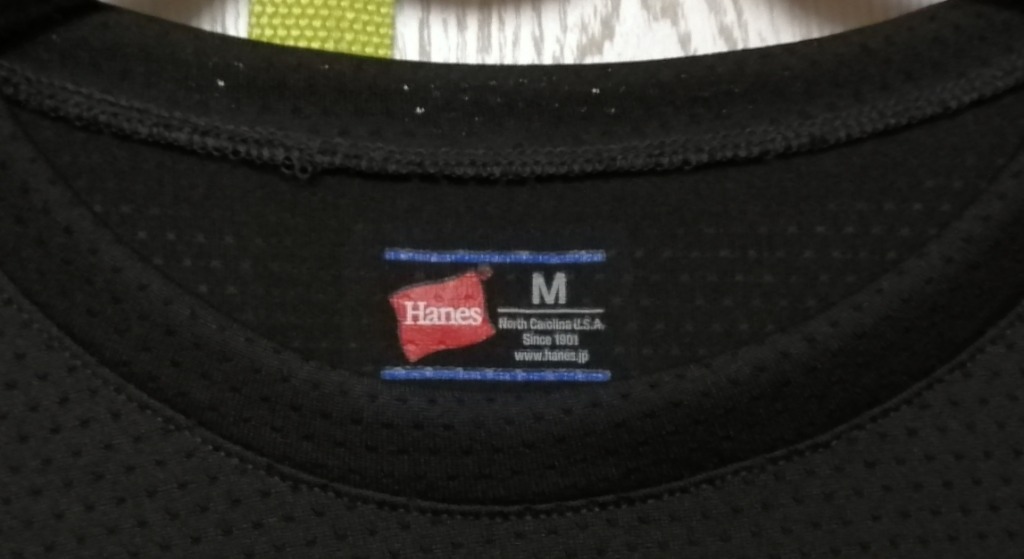 Hanes
M
North Carolina U.S.A.
Since 1901
www.hanes.jp